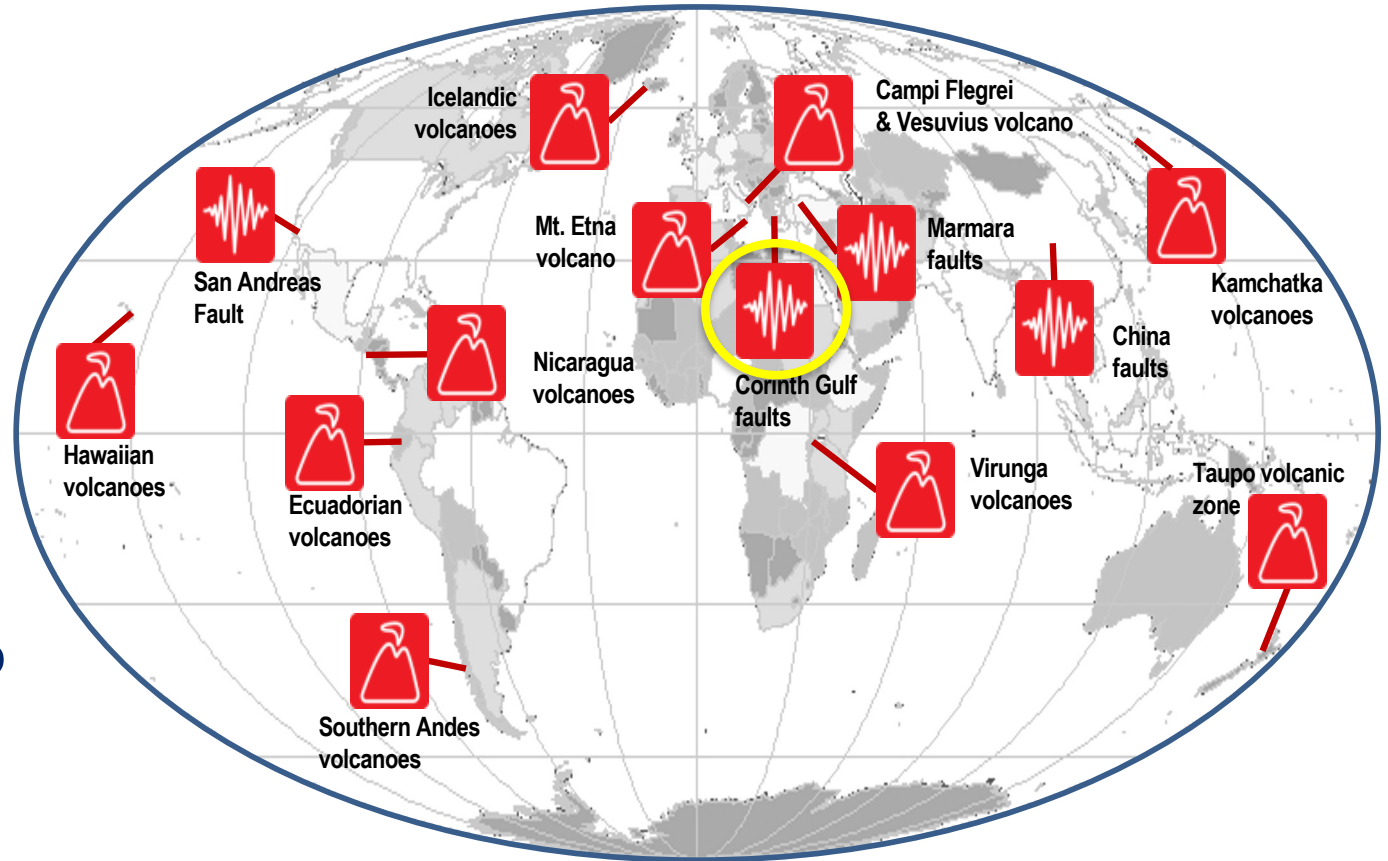 Icelandic
volcanoes
Campi Flegrei
& Vesuvius volcano
Mt. Etna
volcano
Marmara
faults
San Andreas
Fault
Kamchatka
volcanoes
China
faults
Nicaragua
volcanoes
Corinth Gulf
faults
Hawaiian
volcanoes
Ecuadorian
volcanoes
Virunga
volcanoes
Taupo volcanic
zone
Southern Andes
volcanoes